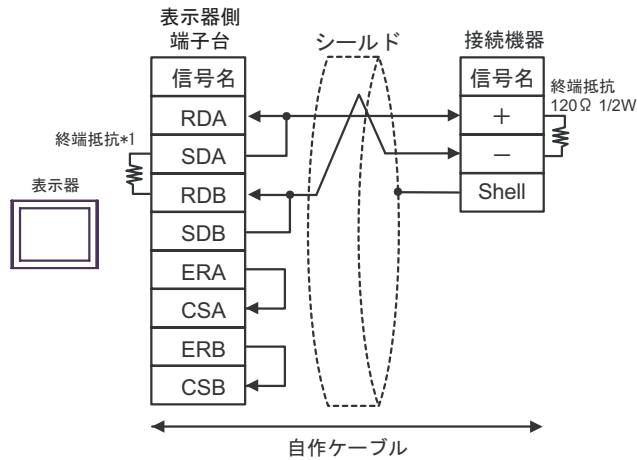 表示器側
端子台
シールド
接続機器
信号名
信号名
終端抵抗
120Ω 1/2W
RDA
+
終端抵抗*1
SDA
−
表示器
RDB
Shell
SDB
ERA
CSA
ERB
CSB
自作ケーブル